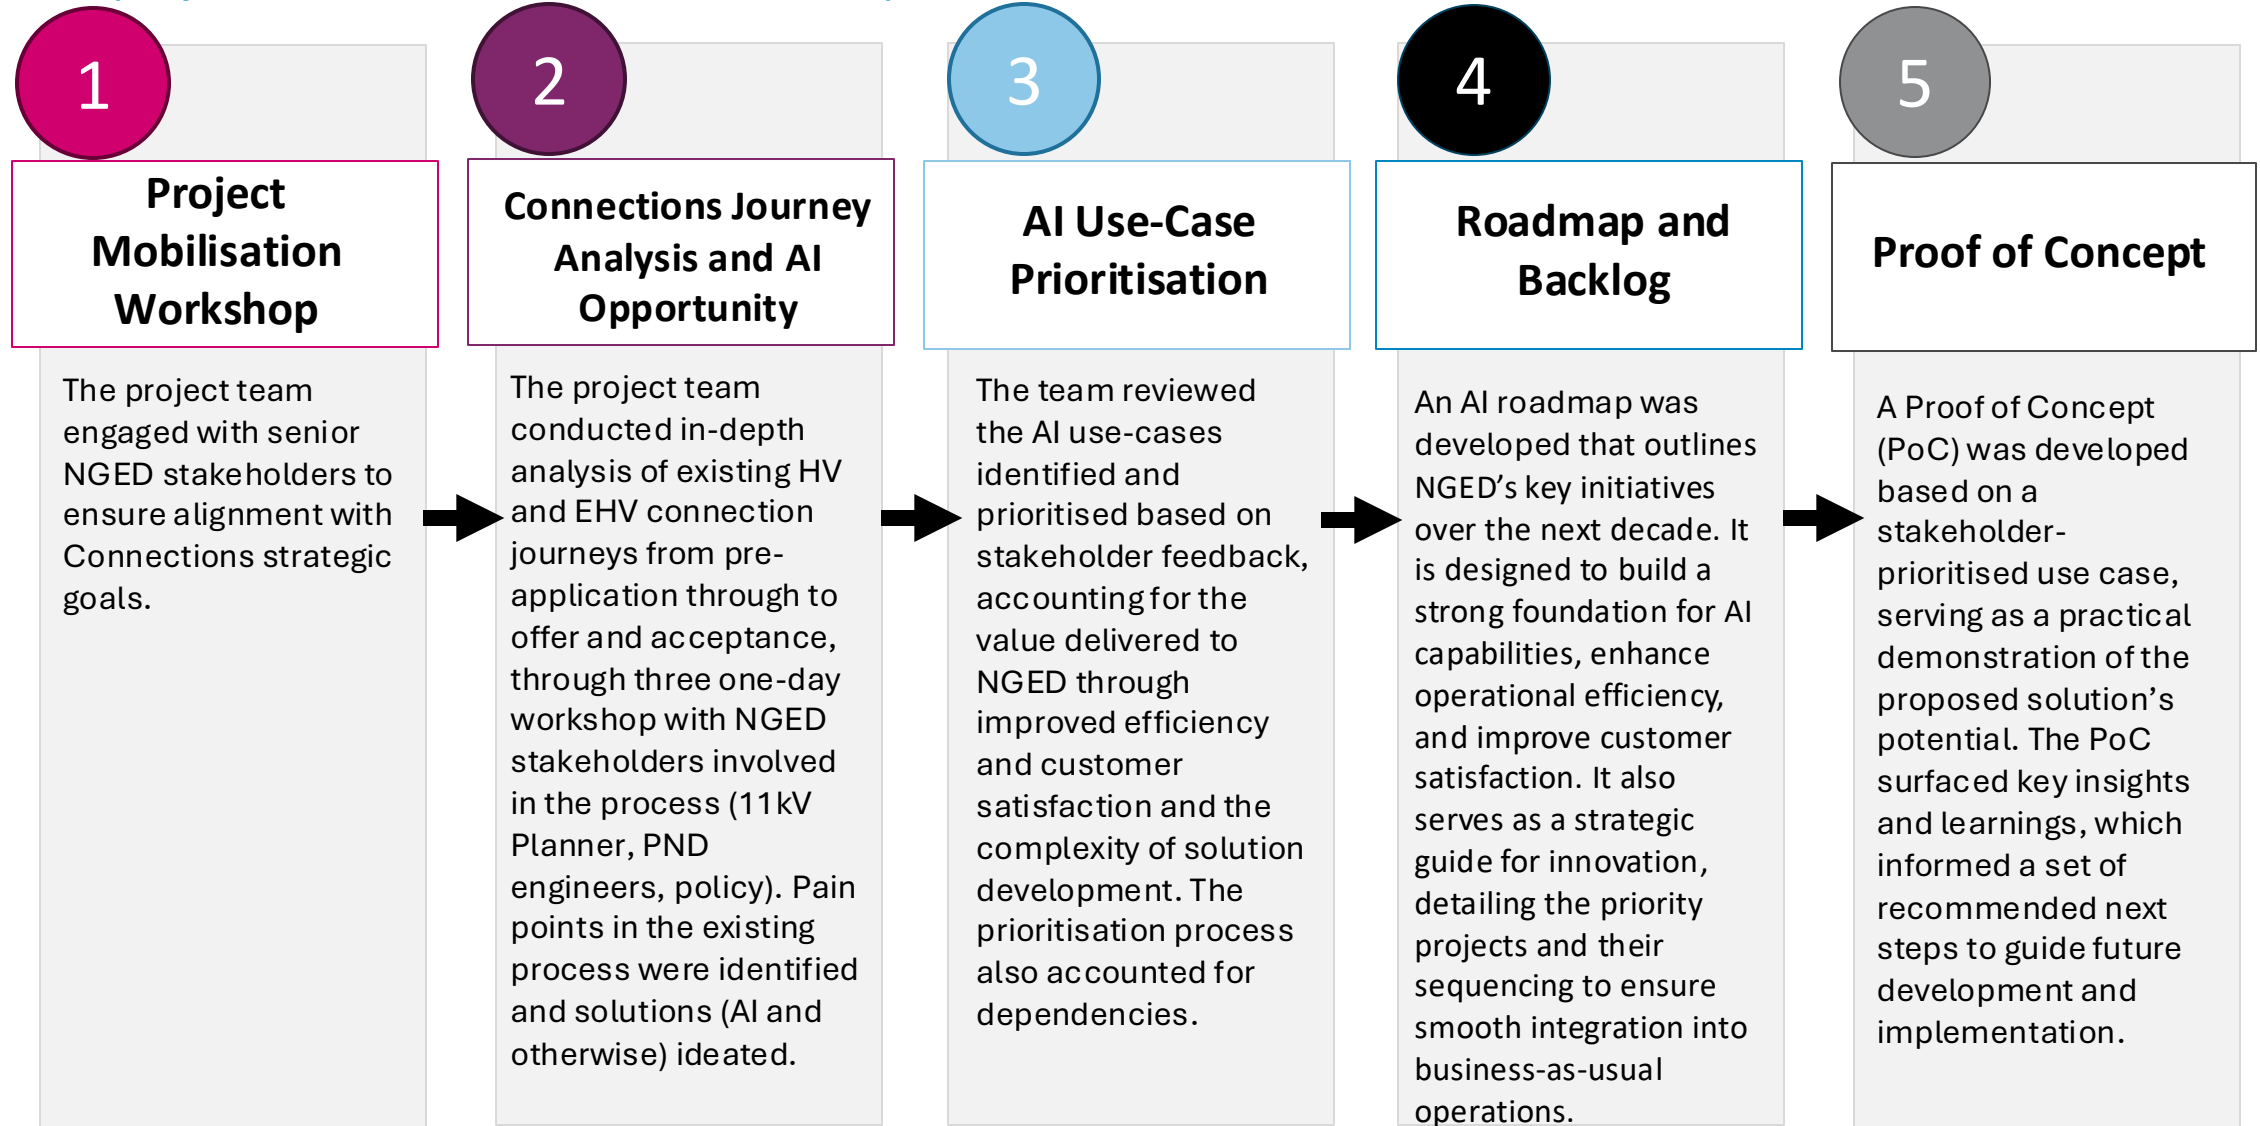 1
Project
Mobilisation
Workshop
The project team
engaged with senior
NGED stakeholders to
ensure alignment with
Connections strategic
goals.
2
Connections Journey
Analysis and AI
Opportunity
The project team
conducted in-depth
analysis of existing HV
and EHV connection
journeys from pre-
application through to
offer and acceptance,
through three one-day
workshop with NGED
stakeholders involved
in the process (11kV
Planner, PND
engineers, policy). Pain
points in the existing
process were identified
and solutions (AI and
otherwise) ideated.
3
AI Use-Case
Prioritisation
The team reviewed
the AI use-cases
identified and
prioritised based on
stakeholder feedback,
accounting for the
value delivered to
NGED through
improved efficiency
and customer
satisfaction and the
complexity of solution
development. The
prioritisation process
also accounted for
dependencies.
4
Roadmap and
Backlog
An AI roadmap was
developed that outlines
NGED’s key initiatives
over the next decade. It
is designed to build a
strong foundation for AI
capabilities, enhance
operational efficiency,
and improve customer
satisfaction. It also
serves as a strategic
guide for innovation,
detailing the priority
projects and their
sequencing to ensure
smooth integration into
business-as-usual
operations.
5
Proof of Concept
A Proof of Concept
(PoC) was developed
based on a
stakeholder-
prioritised use case,
serving as a practical
demonstration of the
proposed solution’s
potential. The PoC
surfaced key insights
and learnings, which
informed a set of
recommended next
steps to guide future
development and
implementation.